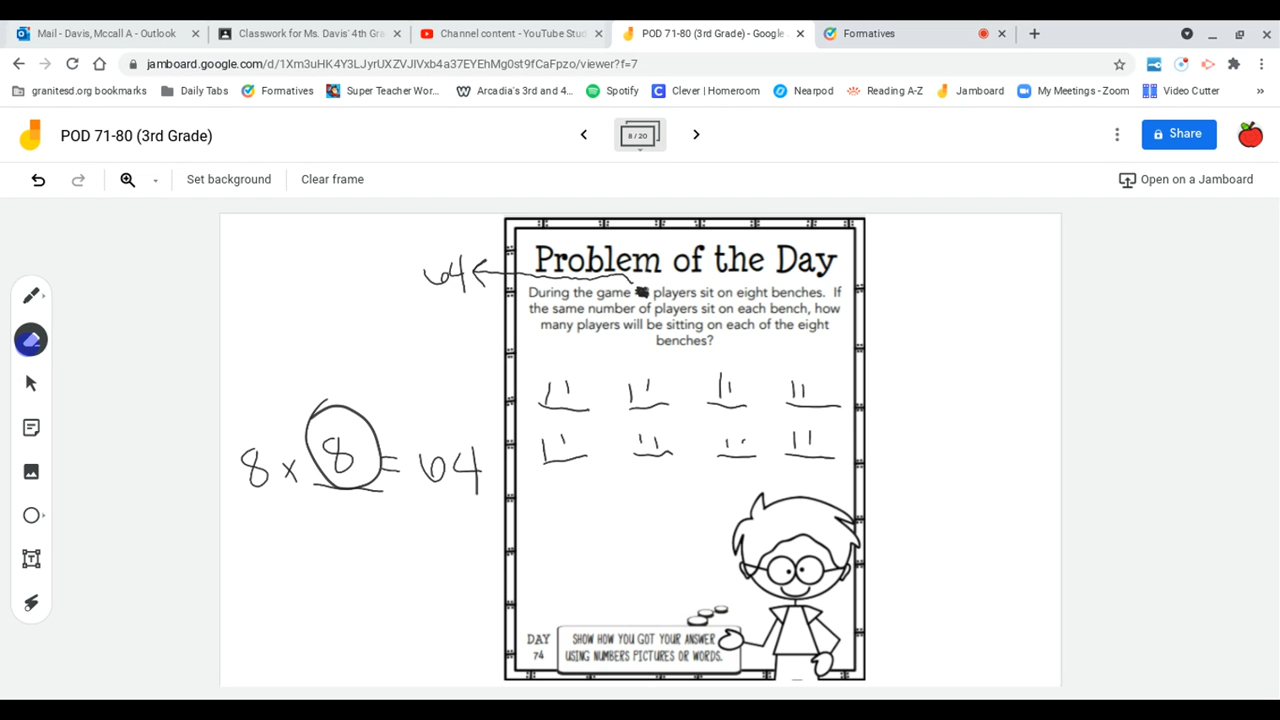 Mail - Davis, Mccall A - Outlook
Classwork for Ms. Davis' 4th Gra
Channel content - YouTube Stud
POD 71-80 (3rd Grade) - Google
Formatives
jamboard.google.com/d/1Xm3uHK4Y3LJyrUXZVJIVxb4a37EYEhMg0st9fCaFpzo/viewer?f=7
granitesd.org bookmarks
Daily Tabs
Formatives
Super Teacher Wor...
Arcadia's 3rd and 4...
Spotify
Clever | Homeroom
Nearpod
Reading A-Z
Jamboard
My Meetings - Zoom
Video Cutter
»
POD 71-80 (3rd Grade)
8 / 20
Share
Set background
Clear frame
Open on a Jamboard
Problem of the Day
64
During the game players sit on eight benches. If
the same number of players sit on each bench, how
many players will be sitting on each of the eight
benches?
8 x 8 = 64
DAY
74
SHOW HOW YOU GOT YOUR ANSWER
USING NUMBERS PICTURES OR WORDS.